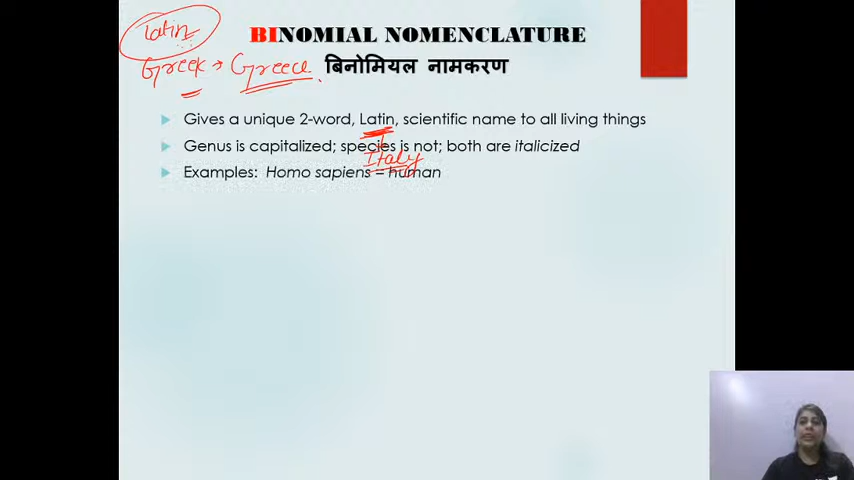 Latin
BINOMIAL NOMENCLATURE
Greek → Greece
बिनोमियल नामकरण
Gives a unique 2-word, Latin, scientific name to all living things
Genus is capitalized; species is not; both are italicized
Italy
Examples: Homo sapiens = human